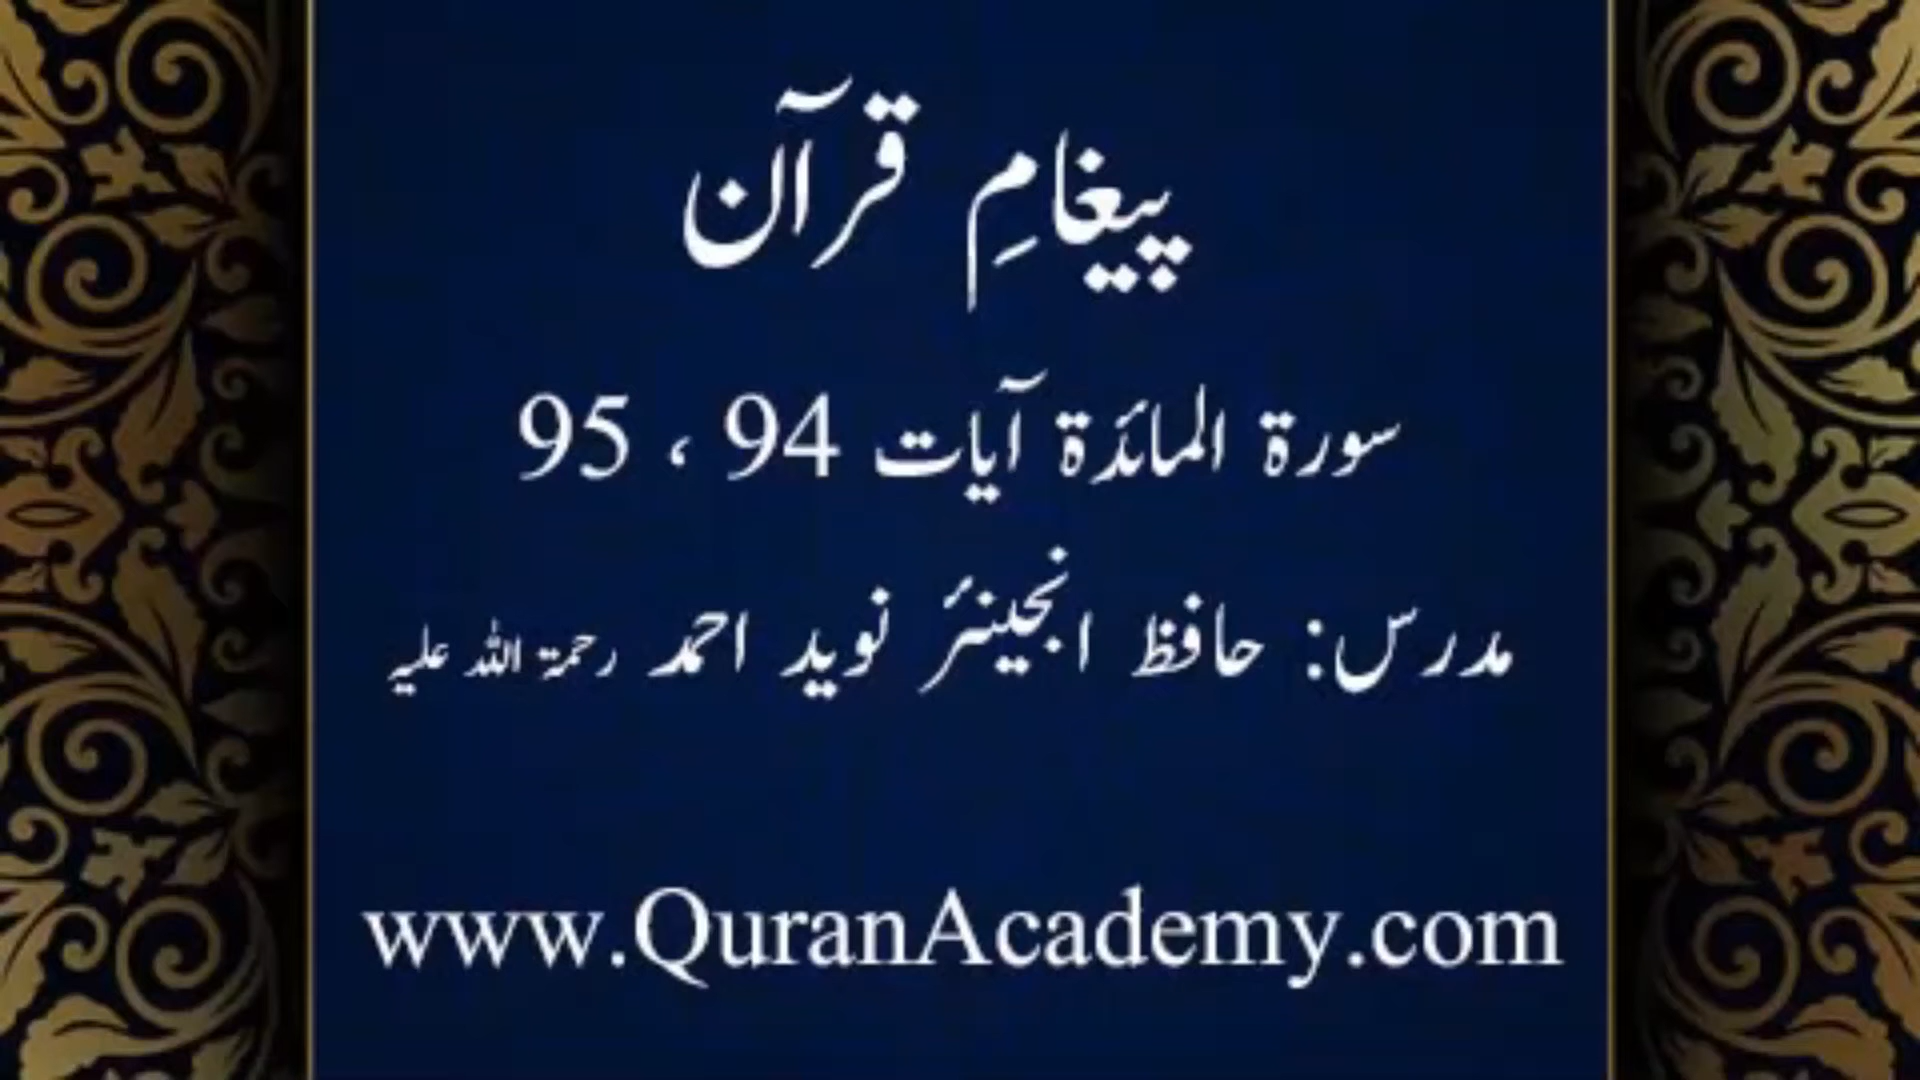 پیغامِ قرآن
سورۃ المائدۃ آیات 94 ، 95
مدرس: حافظ انجینئر نوید احمد رحمۃ اللہ علیہ
www.QuranAcademy.com